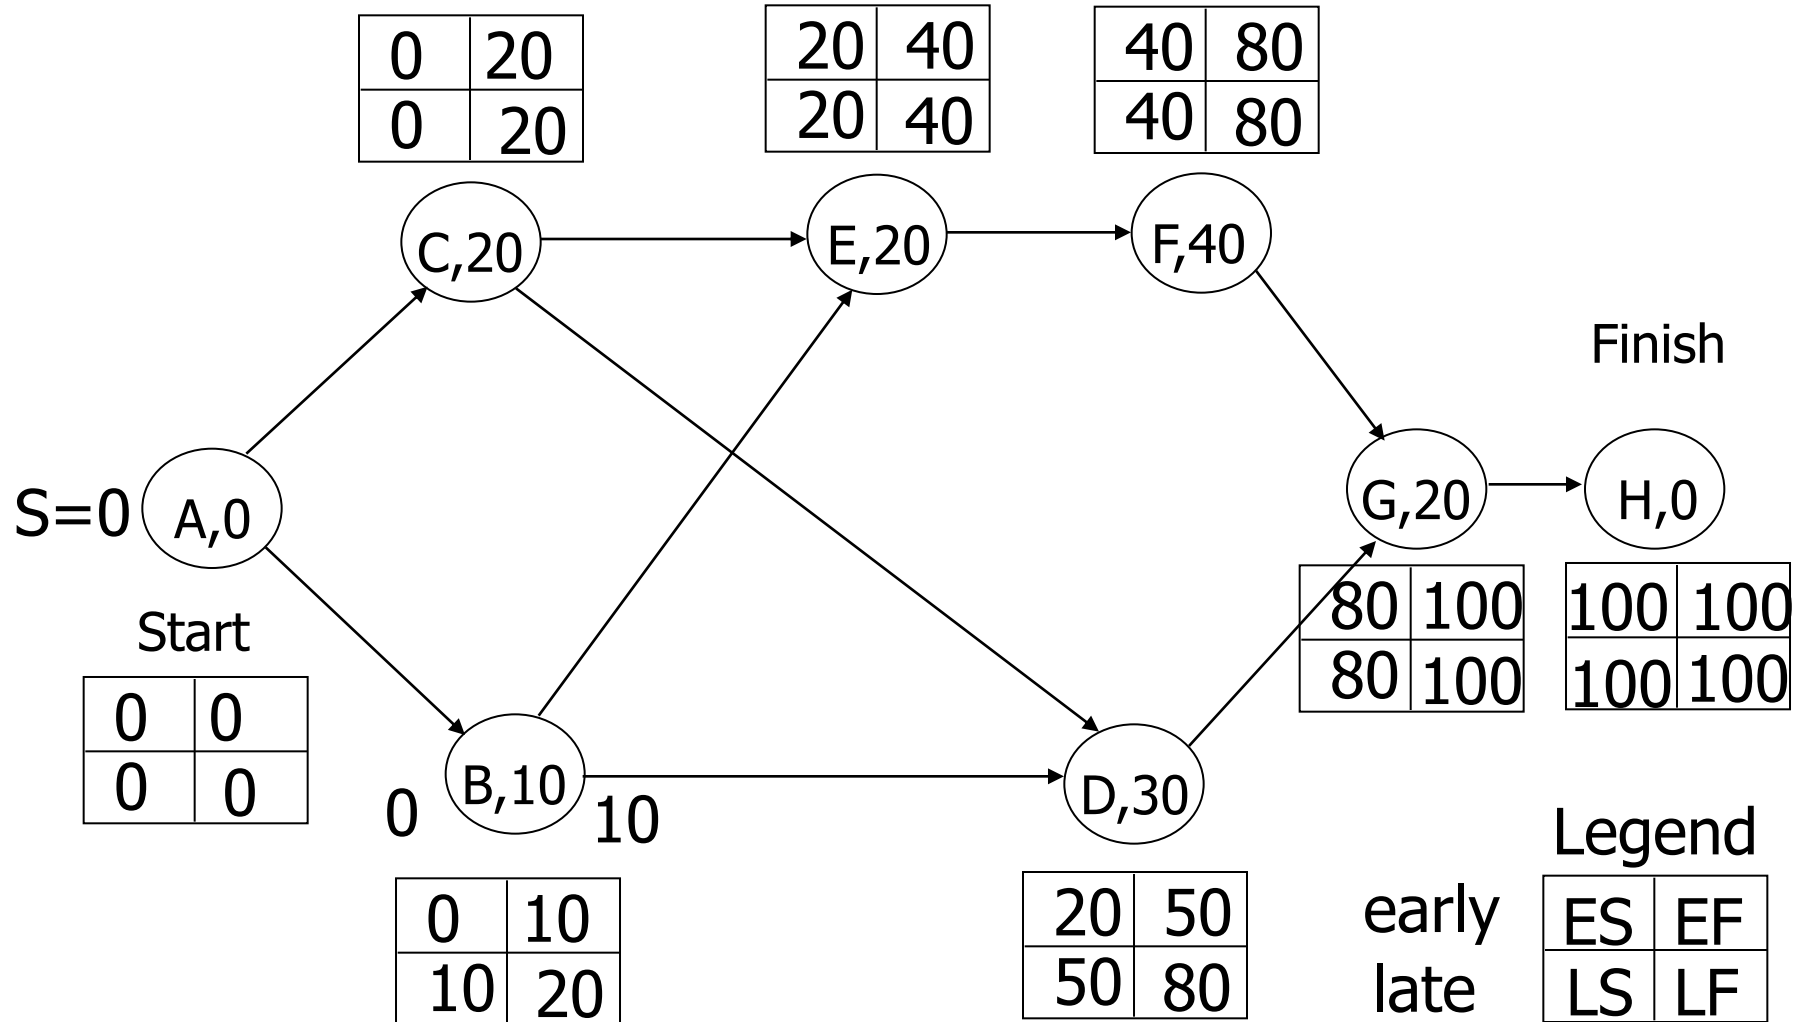 0 20
0 20
20 40
20 40
40 80
40 80
C,20
E,20
F,40
Finish
S=0
A,0
G,20
H,0
Start
0 0
0 0
80 100
80 100
100 100
100 100
0
B,10
10
D,30
0 10
10 20
20 50
50 80
Legend
early
ES EF
late
LS LF